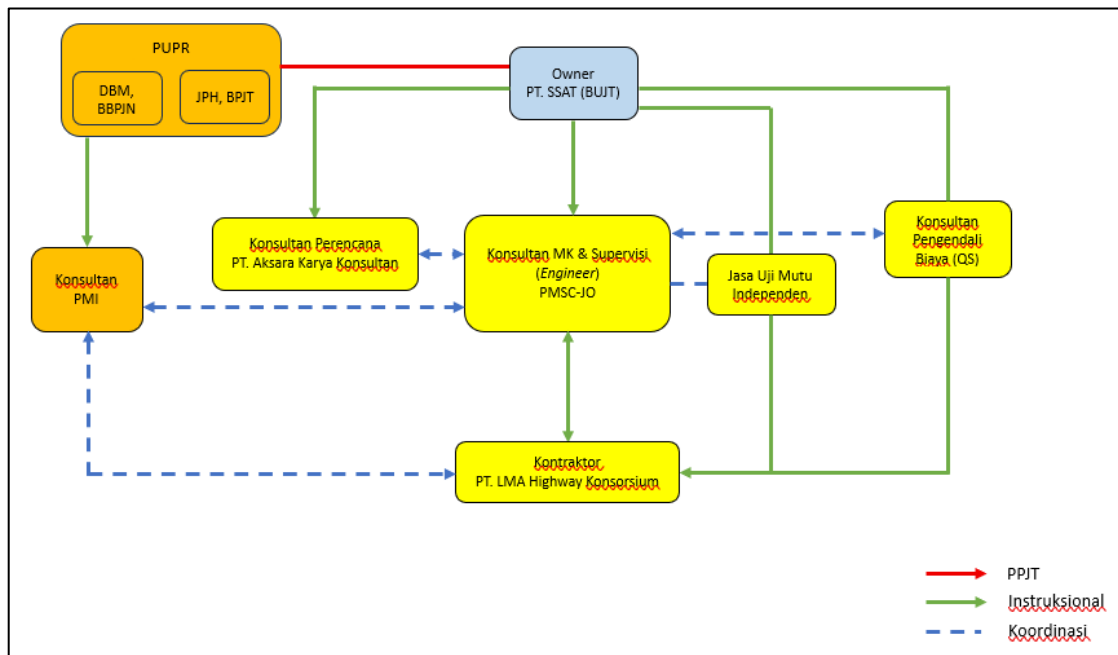 PUPR
DBM,
BBPJN
JPH, BPJT
Owner
PT. SSAT (BUJT)
Konsultan Perencana
PT. Aksara Karya Konsultan
Konsultan MK & Supervisi
(Engineer)
PMSC-JO
Konsultan
Pengendali
Biaya (QS)
Konsultan
PMI
Jasa Uji Mutu
Independen
Kontraktor
PT. LMA Highway Konsorsium
PPJT
Instruksional
Koordinasi